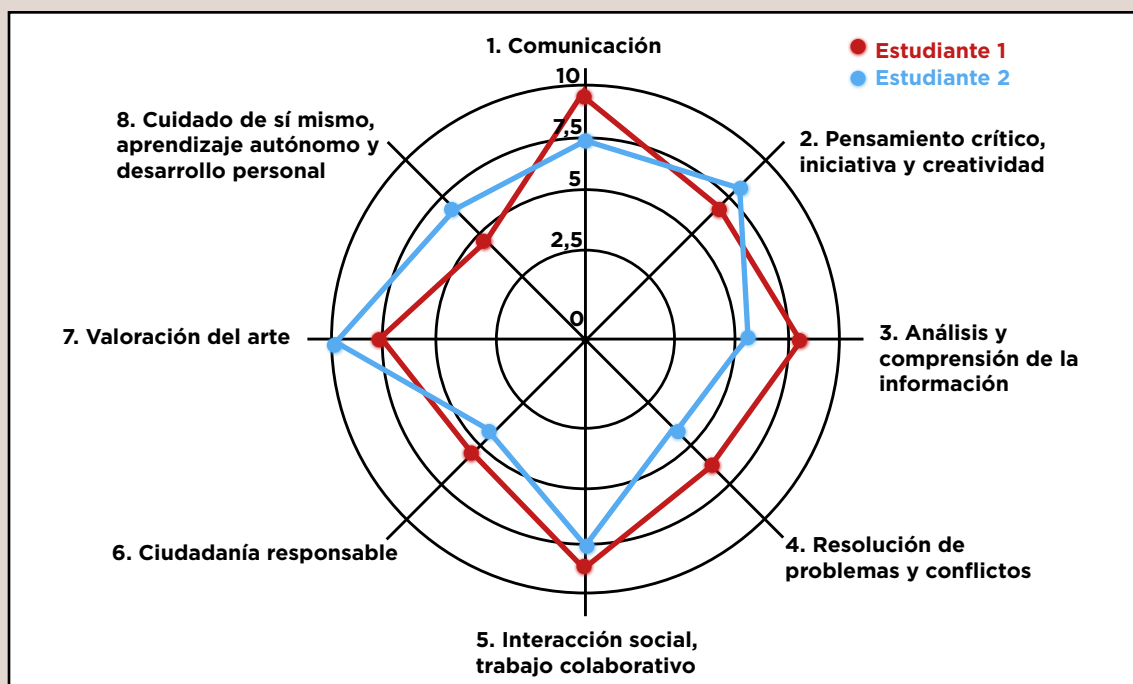 1. Comunicación
Estudiante 1
Estudiante 2
10
7,5
5
2,5
0
2. Pensamiento crítico,
iniciativa y creatividad
3. Análisis y
comprensión de la
información
4. Resolución de
problemas y conflictos
5. Interacción social,
trabajo colaborativo
6. Ciudadanía responsable
7. Valoración del arte
8. Cuidado de sí mismo,
aprendizaje autónomo y
desarrollo personal